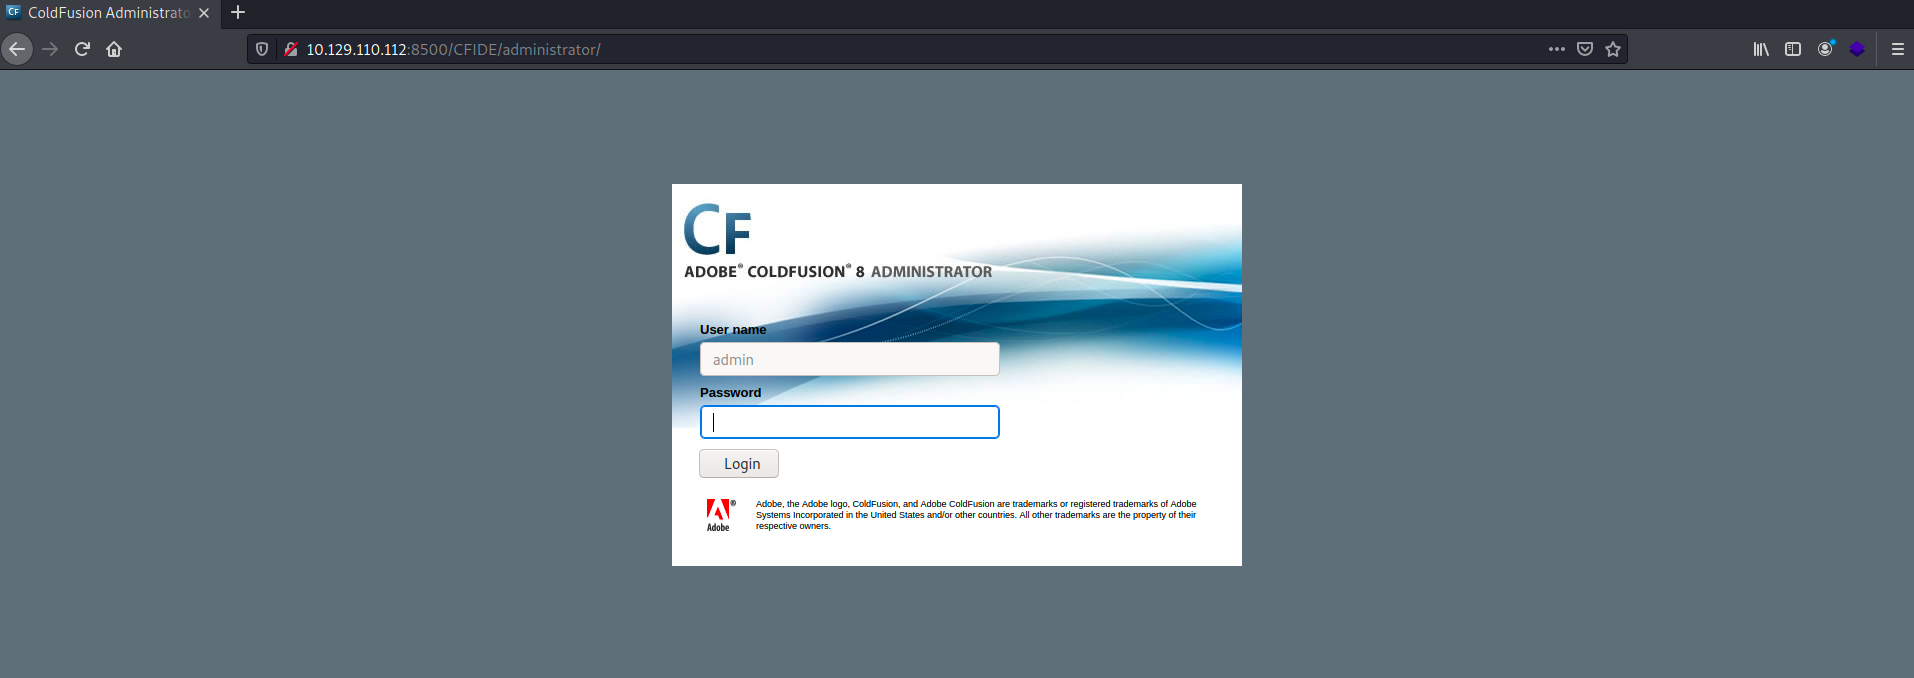 CF ColdFusion Administrato
10.129.110.112:8500/CFIDE/administrator/
CF
ADOBE® COLDFUSION® 8 ADMINISTRATOR
User name
admin
Password
Login
Adobe, the Adobe logo, ColdFusion, and Adobe ColdFusion are trademarks or registered trademarks of Adobe
Systems Incorporated in the United States and/or other countries. All other trademarks are the property of their
respective owners.
®
Adobe